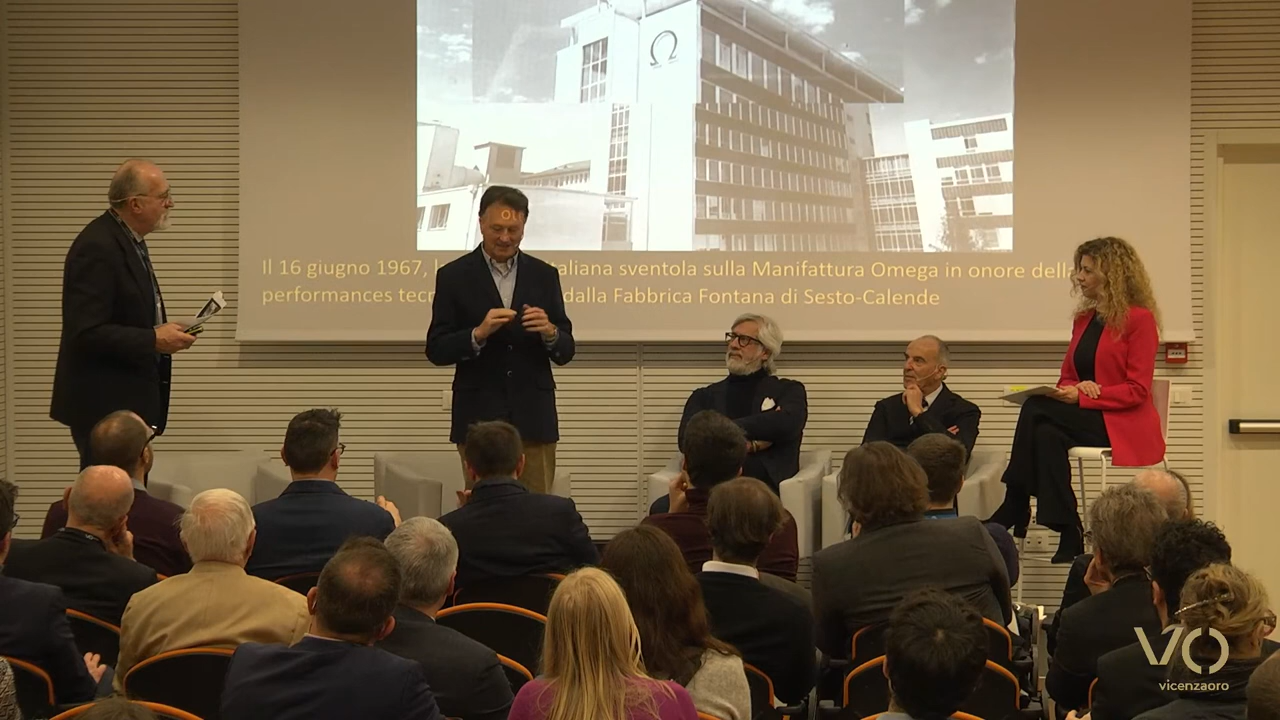 Ω
Il 16 giugno 1967, l italiana sventola sulla Manifattura Omega in onore della
performances tecn dalla Fabbrica Fontana di Sesto-Calende
VO
vicenzaoro